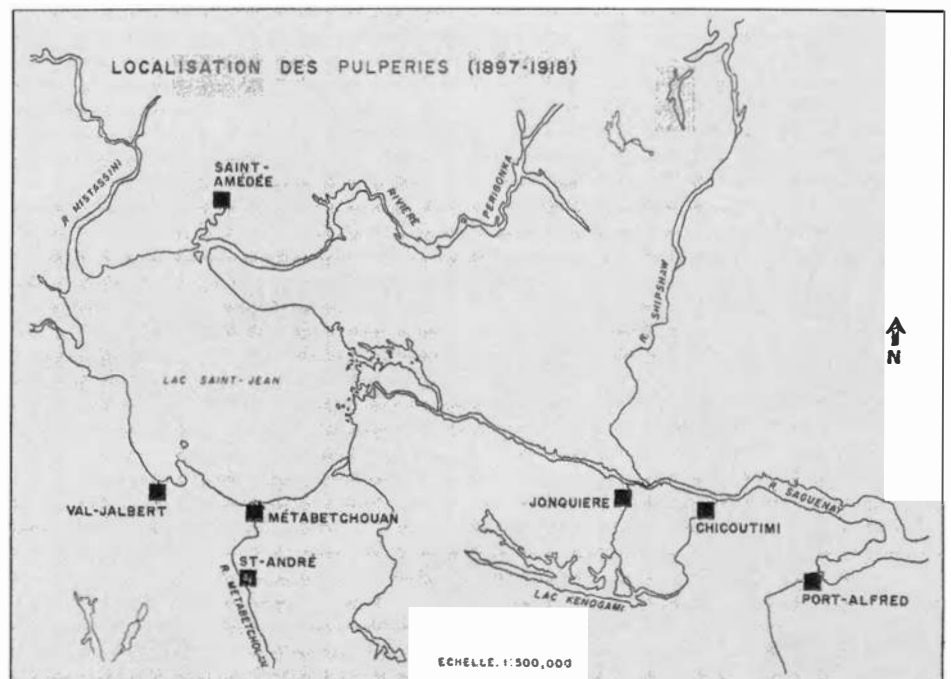 LOCALISATION DES PULPERIES (1897-1918)
SAINT-
AMÉDÉE
R. MISTASSINI
RIVIÈRE
PERIBONKA
R. SHIPSHAW
N
LAC SAINT-JEAN
VAL-JALBERT
MÉTABETCHOUAN
ST-ANDRÉ
R. MÉTABETCHOUAN
JONQUIERE
CHICOUTIMI
R. SAGUENAY
LAC KENOGAMI
PORT-ALFRED
ECHELLE. 1:500,000